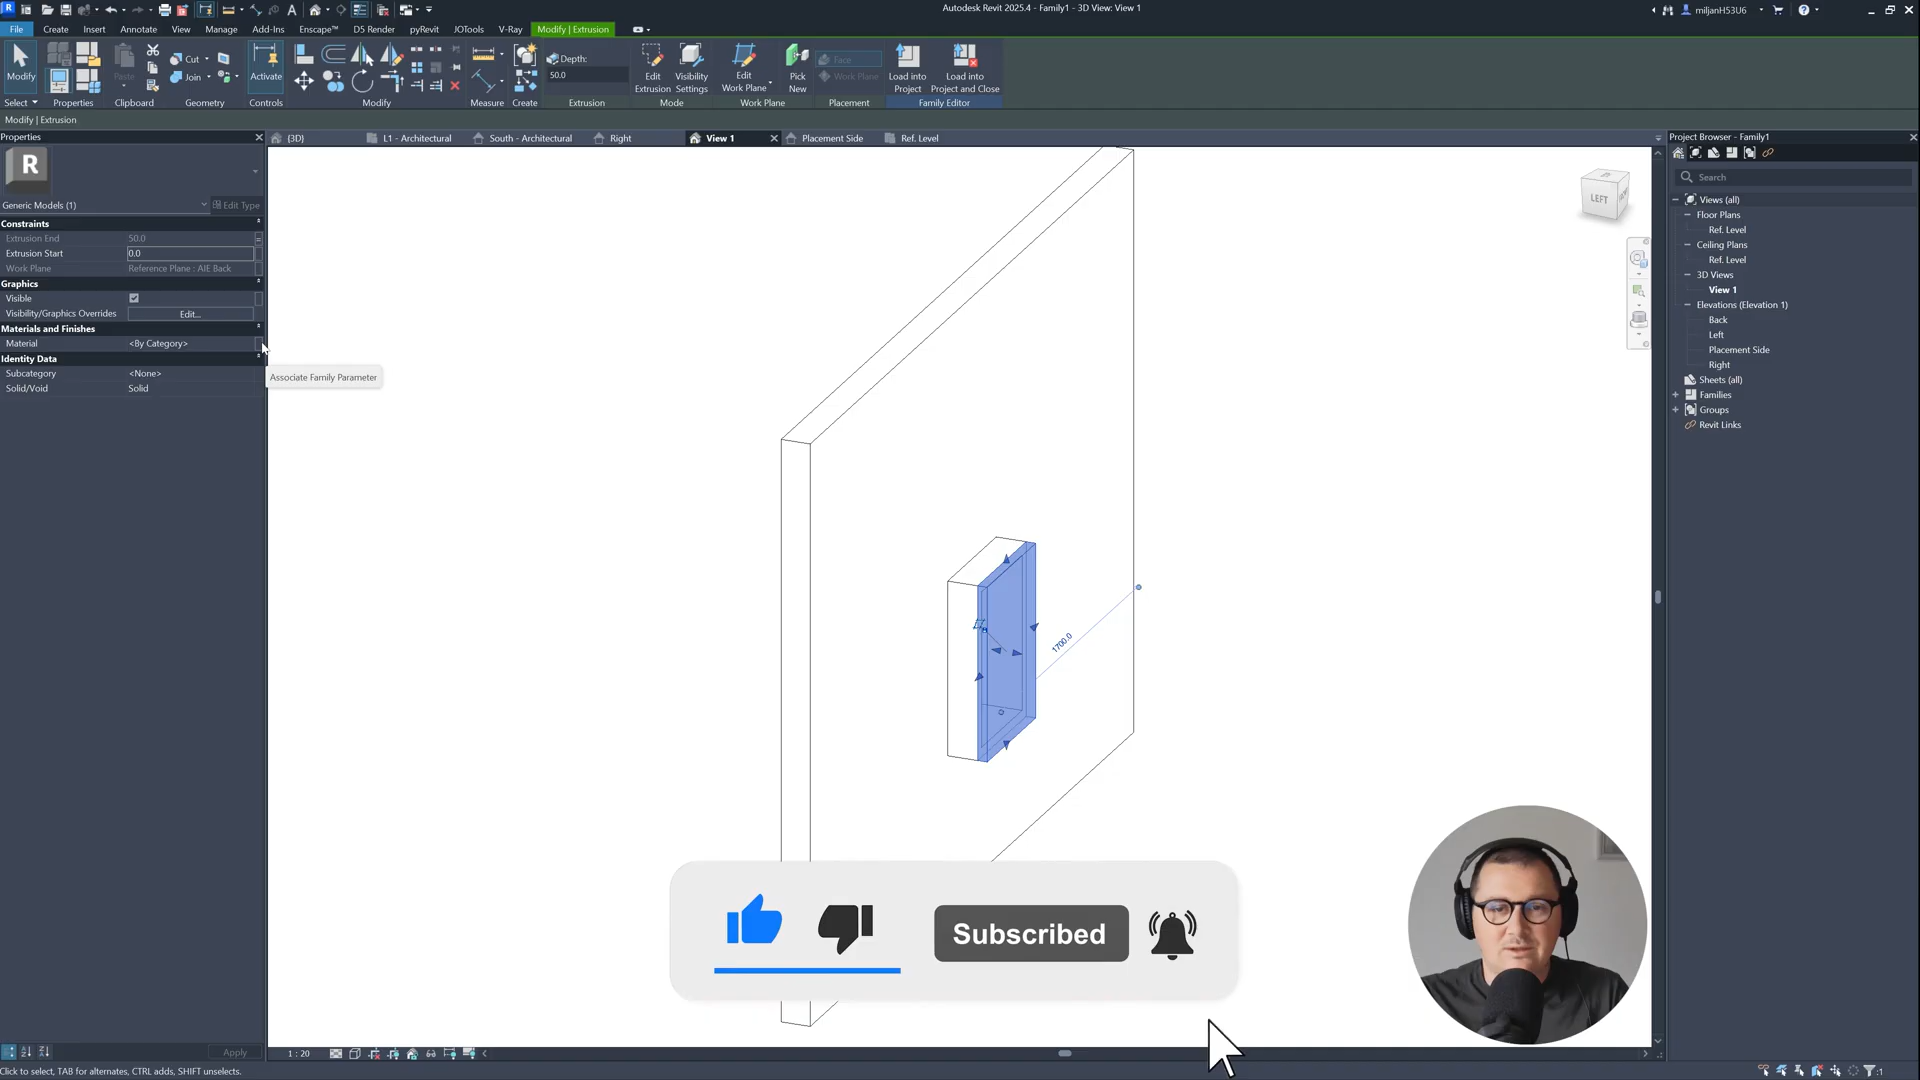 Autodesk Revit 2025.4 - Family1 - 3D View: View 1
miljanH53U6
File Create Insert Annotate View Manage Add-Ins Enscape™ D5 Render pyRevit JOTools V-Ray Modify | Extrusion
Modify
Paste
Cut
Join
Activate
Depth:
50.0
Edit Extrusion
Visibility Settings
Edit Work Plane
Pick New
Face
Work Plane
Load into Project
Load into Project and Close
Select Properties Clipboard Geometry Controls Modify Measure Create Extrusion Mode Work Plane Placement Family Editor
Modify | Extrusion
Properties
{3D} L1 - Architectural South - Architectural Right View 1 Placement Side Ref. Level
R
Generic Models (1) Edit Type
Constraints
Extrusion End 50.0
Extrusion Start 0.0
Work Plane Reference Plane : AIE Back
Graphics
Visible
Visibility/Graphics Overrides Edit...
Materials and Finishes
Material <By Category>
Identity Data
Subcategory <None>
Solid/Void Solid
Associate Family Parameter
LEFT
1700.0
Project Browser - Family1
Search
Views (all)
Floor Plans
Ref. Level
Ceiling Plans
Ref. Level
3D Views
View 1
Elevations (Elevation 1)
Back
Left
Placement Side
Right
Sheets (all)
Families
Groups
Revit Links
Subscribed
Apply
1 : 20
Click to select, TAB for alternates, CTRL adds, SHIFT unselects.
:1